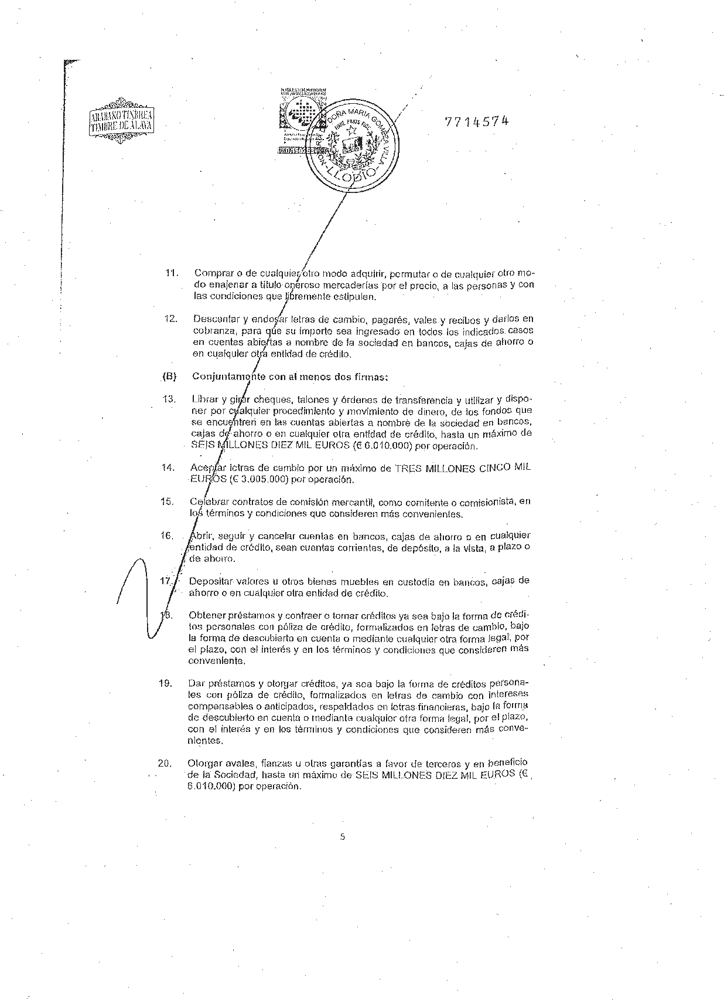 ARABAKO TINBREA
TIMBRE DE ALAVA
DOÑA MARIA GOMEZA VILLA
NIHIL PRIUS FIDE
LLODIO
7714574
11. Comprar o de cualquier otro modo adquirir, permutar o de cualquier otro mo-
do enajenar a título oneroso mercaderías por el precio, a las personas y con
las condiciones que libremente estipulen.
12. Descontar y endosar letras de cambio, pagarés, vales y recibos y darlos en
cobranza, para que su importe sea ingresado en todos los indicados casos
en cuentas abiertas a nombre de la sociedad en bancos, cajas de ahorro o
en cualquier otra entidad de crédito.
(B) Conjuntamente con al menos dos firmas:
13. Librar y girar cheques, talones y órdenes de transferencia y utilizar y dispo-
ner por cualquier procedimiento y movimiento de dinero, de los fondos que
se encuentren en las cuentas abiertas a nombre de la sociedad en bancos,
cajas de ahorro o en cualquier otra entidad de crédito, hasta un máximo de
SEIS MILLONES DIEZ MIL EUROS (€ 6.010.000) por operación.
14. Aceptar letras de cambio por un máximo de TRES MILLONES CINCO MIL
EUROS (€ 3.005.000) por operación.
15. Celebrar contratos de comisión mercantil, como comitente o comisionista, en
los términos y condiciones que consideren más convenientes.
16. Abrir, seguir y cancelar cuentas en bancos, cajas de ahorro o en cualquier
entidad de crédito, sean cuentas corrientes, de depósito, a la vista, a plazo o
de ahorro.
17. Depositar valores u otros bienes muebles en custodia en bancos, cajas de
ahorro o en cualquier otra entidad de crédito.
18. Obtener préstamos y contraer o tomar créditos ya sea bajo la forma de crédi-
tos personales con póliza de crédito, formalizados en letras de cambio, bajo
la forma de descubierto en cuenta o mediante cualquier otra forma legal, por
el plazo, con el interés y en los términos y condiciones que consideren más
conveniente.
19. Dar préstamos y otorgar créditos, ya sea bajo la forma de créditos persona-
les con póliza de crédito, formalizados en letras de cambio con intereses
compensables o anticipados, respaldados en letras financieras, bajo la forma
de descubierto en cuenta o mediante cualquier otra forma legal, por el plazo,
con el interés y en los términos y condiciones que consideren más conve-
nientes.
20. Otorgar avales, fianzas u otras garantías a favor de terceros y en beneficio
de la Sociedad, hasta un máximo de SEIS MILLONES DIEZ MIL EUROS (€
6.010.000) por operación.
5